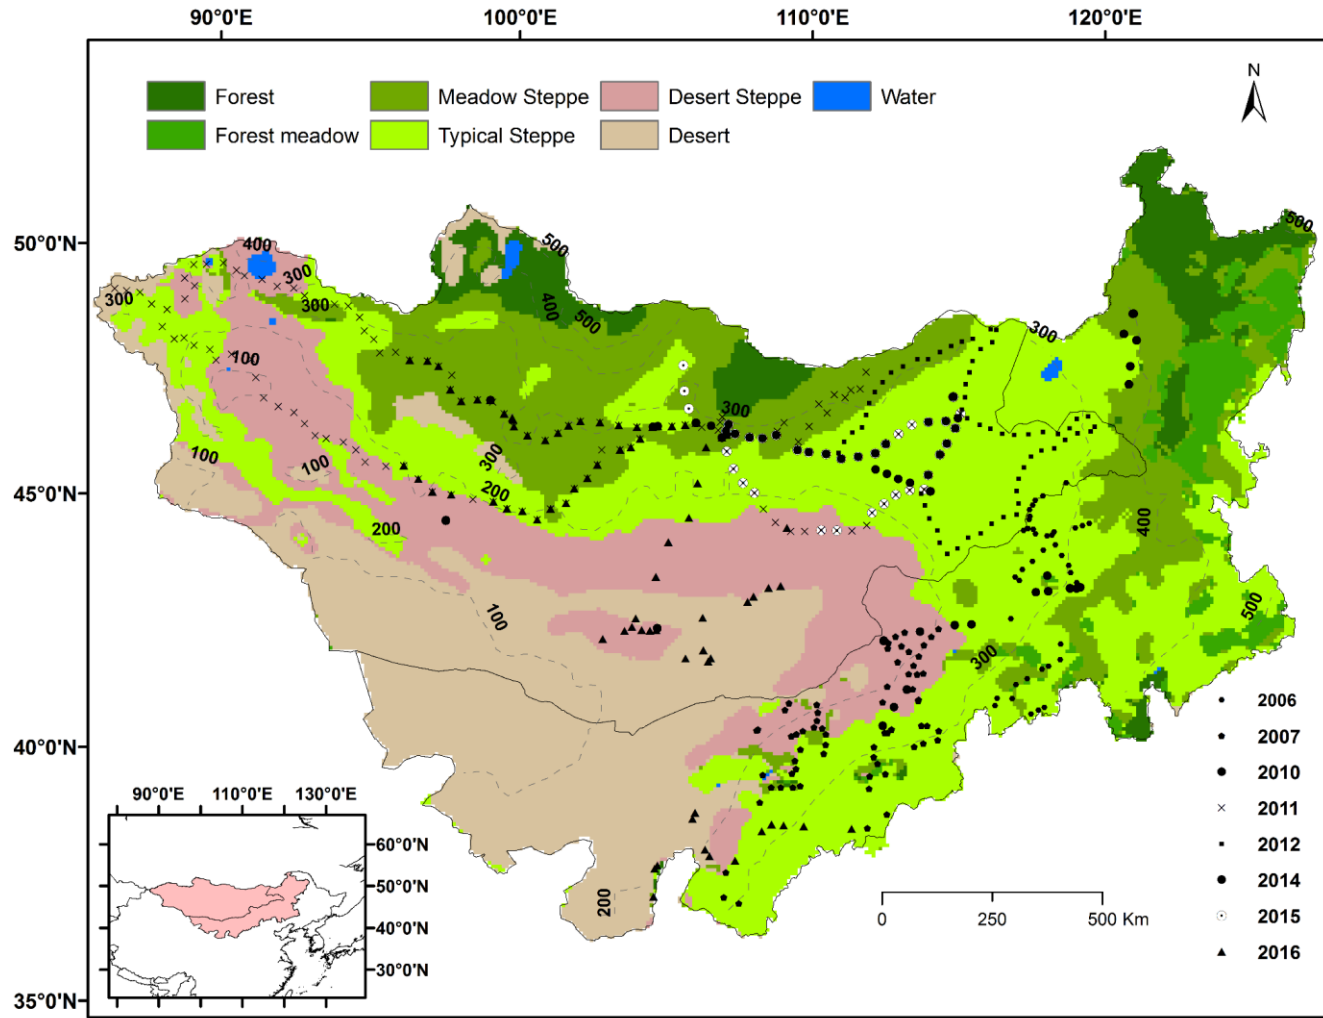 90°0'E 100°0'E 110°0'E 120°0'E
N
Forest Meadow Steppe Desert Steppe Water
Forest meadow Typical Steppe Desert
50°0'N
45°0'N
40°0'N
35°0'N
500
500
400
300
300
300
300
400
500
300
100
300
300
100
100
200
200
400
100
500
300
200
2006
2007
2010
2011
2012
2014
2015
2016
0 250 500 Km
90°0'E 110°0'E 130°0'E
60°0'N
50°0'N
40°0'N
30°0'N